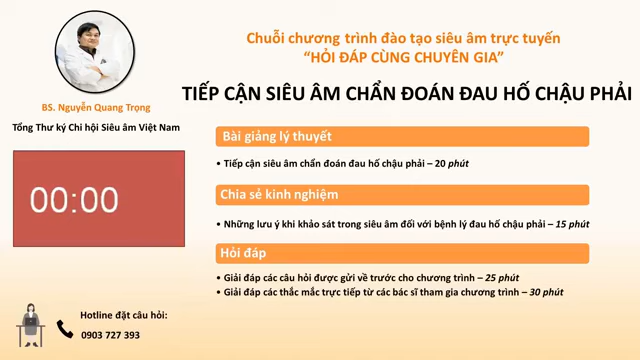 Chuỗi chương trình đào tạo siêu âm trực tuyến
“HỎI ĐÁP CÙNG CHUYÊN GIA”
TIẾP CẬN SIÊU ÂM CHẨN ĐOÁN ĐAU HỐ CHẬU PHẢI
BS. Nguyễn Quang Trọng
Tổng Thư ký Chi hội Siêu âm Việt Nam
00:00
Bài giảng lý thuyết
• Tiếp cận siêu âm chẩn đoán đau hố chậu phải – 20 phút
Chia sẻ kinh nghiệm
• Những lưu ý khi khảo sát trong siêu âm đối với bệnh lý đau hố chậu phải – 15 phút
Hỏi đáp
• Giải đáp các câu hỏi được gửi về trước cho chương trình – 25 phút
• Giải đáp các thắc mắc trực tiếp từ các bác sĩ tham gia chương trình – 30 phút
Hotline đặt câu hỏi:
0903 727 393